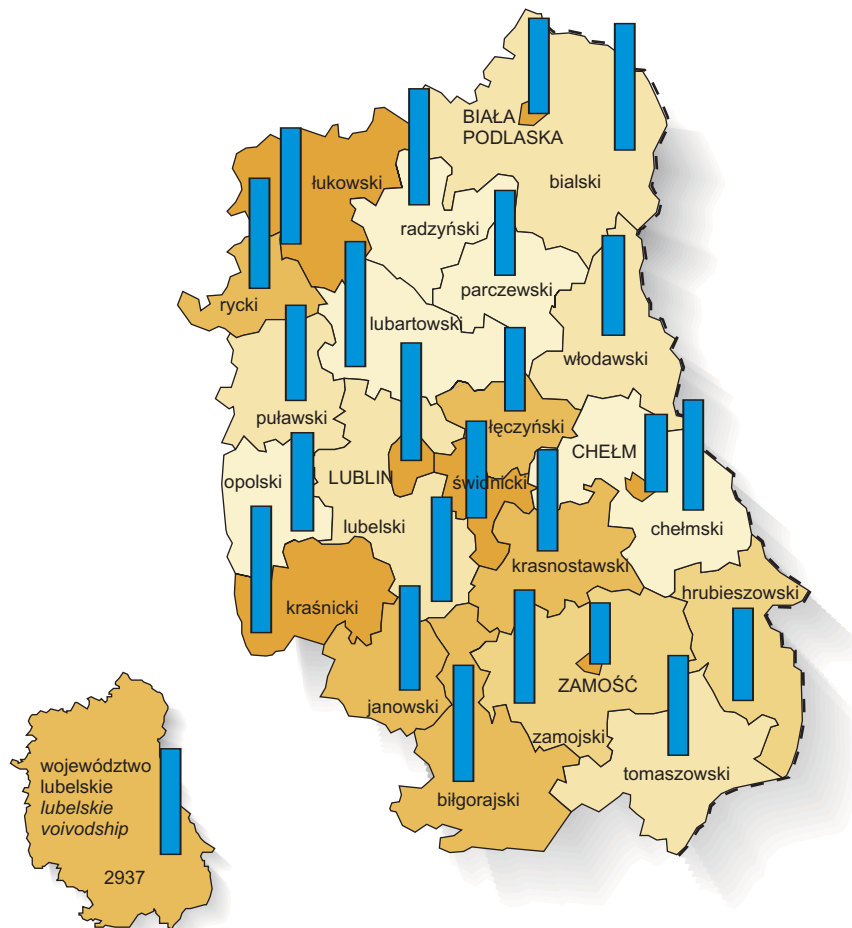 BIAŁA
PODLASKA
bialski
łukowski
radzyński
parczewski
rycki
lubartowski
włodawski
puławski
łęczyński
CHEŁM
opolski
LUBLIN
świdnicki
lubelski
chełmski
krasnostawski
hrubieszowski
kraśnicki
janowski
ZAMOŚĆ
zamojski
tomaszowski
biłgorajski
województwo
lubelskie
lubelskie
voivodship
2937